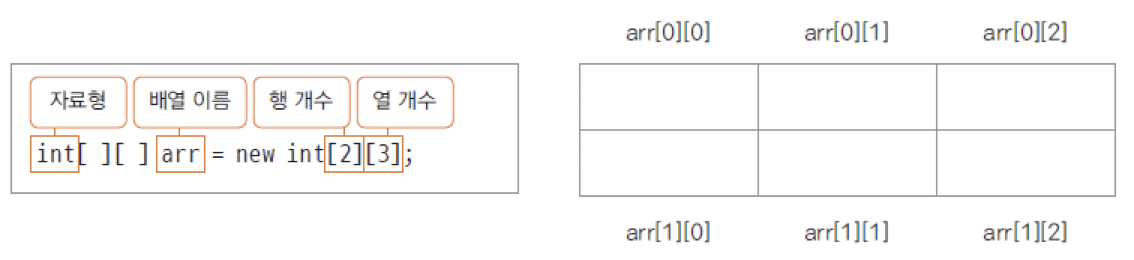 자료형 배열 이름 행 개수 열 개수
int[ ][ ] arr = new int[2][3];
arr[0][0] arr[0][1] arr[0][2]
arr[1][0] arr[1][1] arr[1][2]